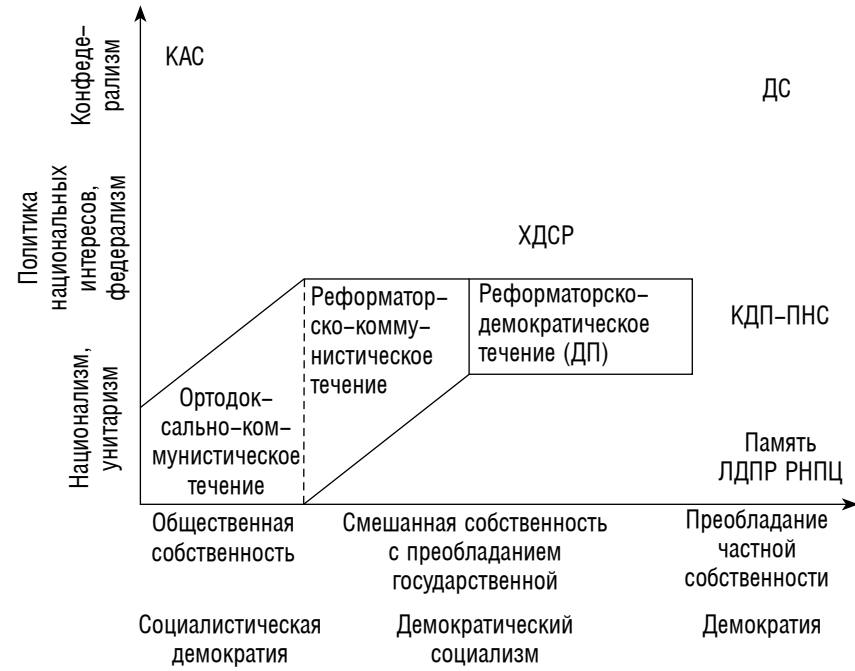 Конфеде–
рализм
Политика
национальных
интересов,
федерализм
Национализм,
унитаризм
КАС
ДС
ХДСР
Реформатор–
ско–комму–
нистическое
течение
Реформаторско–
демократическое
течение (ДП)
КДП–ПНС
Ортодок–
сально–ком–
мунистическое
течение
Память
ЛДПР РНПЦ
Общественная
собственность
Смешанная собственность
с преобладанием
государственной
Преобладание
частной
собственности
Социалистическая
демократия
Демократический
социализм
Демократия